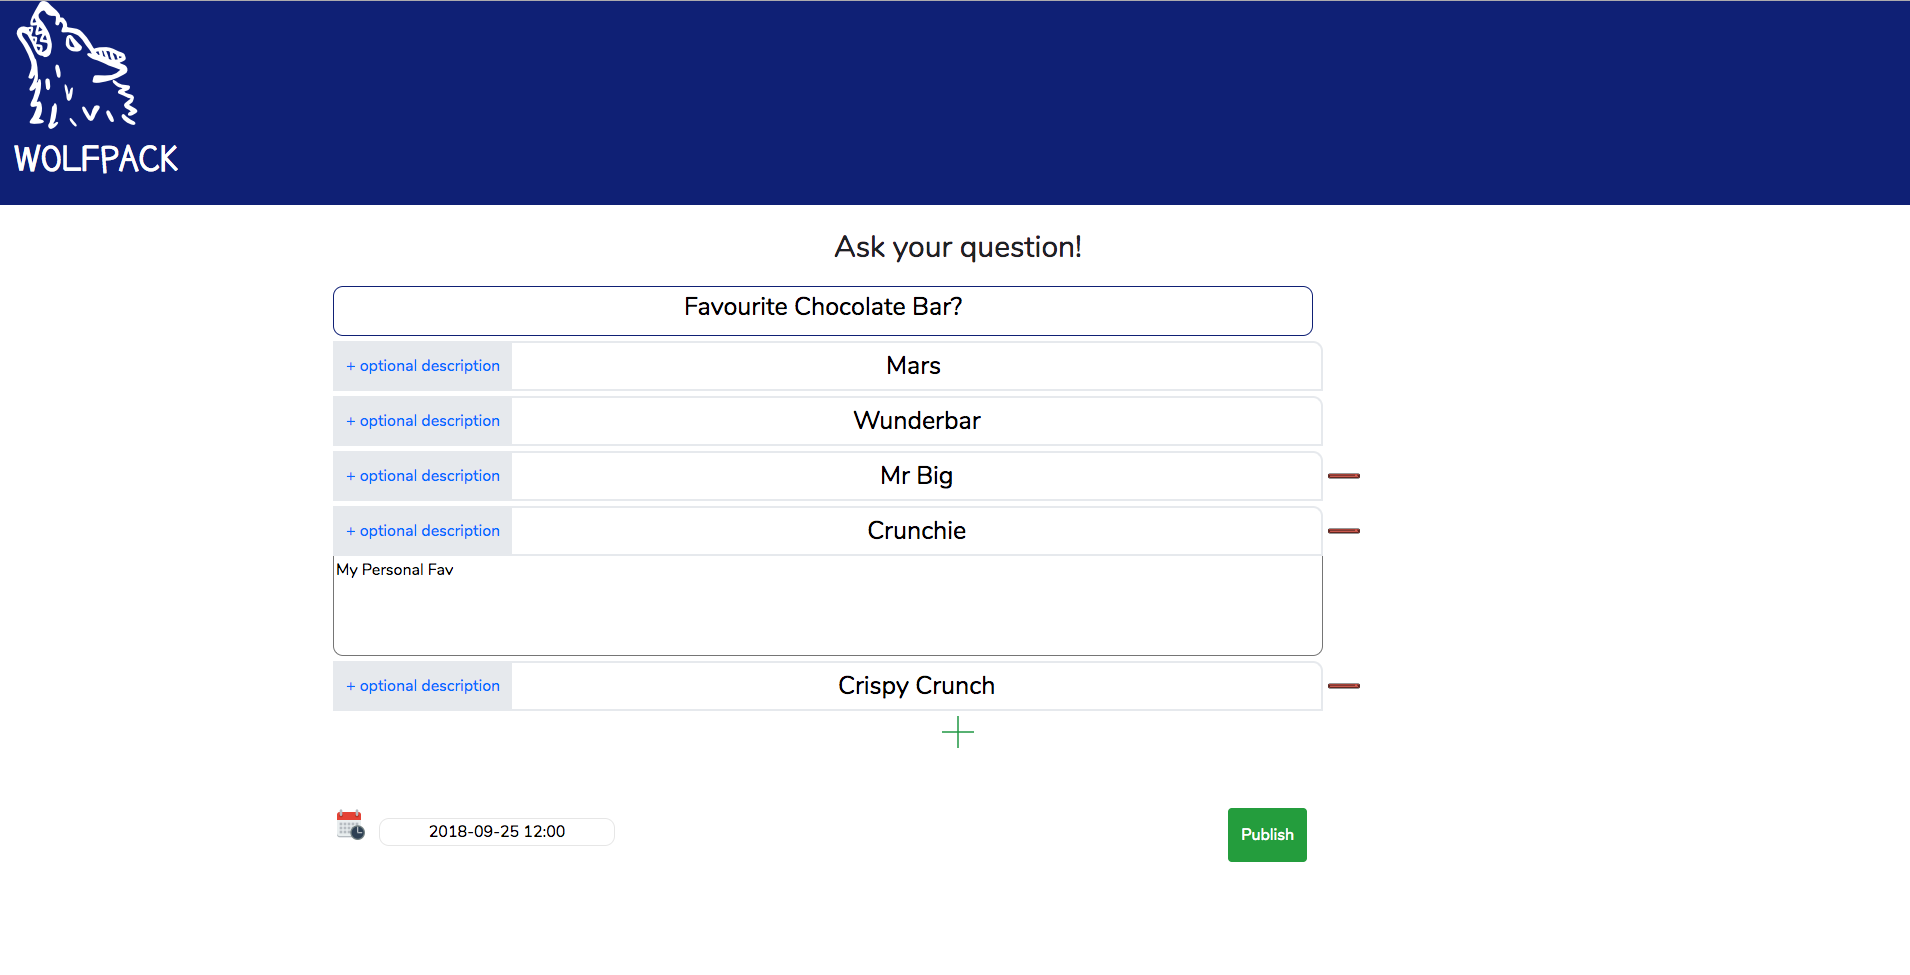 WOLFPACK
Ask your question!
Favourite Chocolate Bar?
+ optional description Mars
+ optional description Wunderbar
+ optional description Mr Big
+ optional description Crunchie
My Personal Fav
+ optional description Crispy Crunch
2018-09-25 12:00
Publish